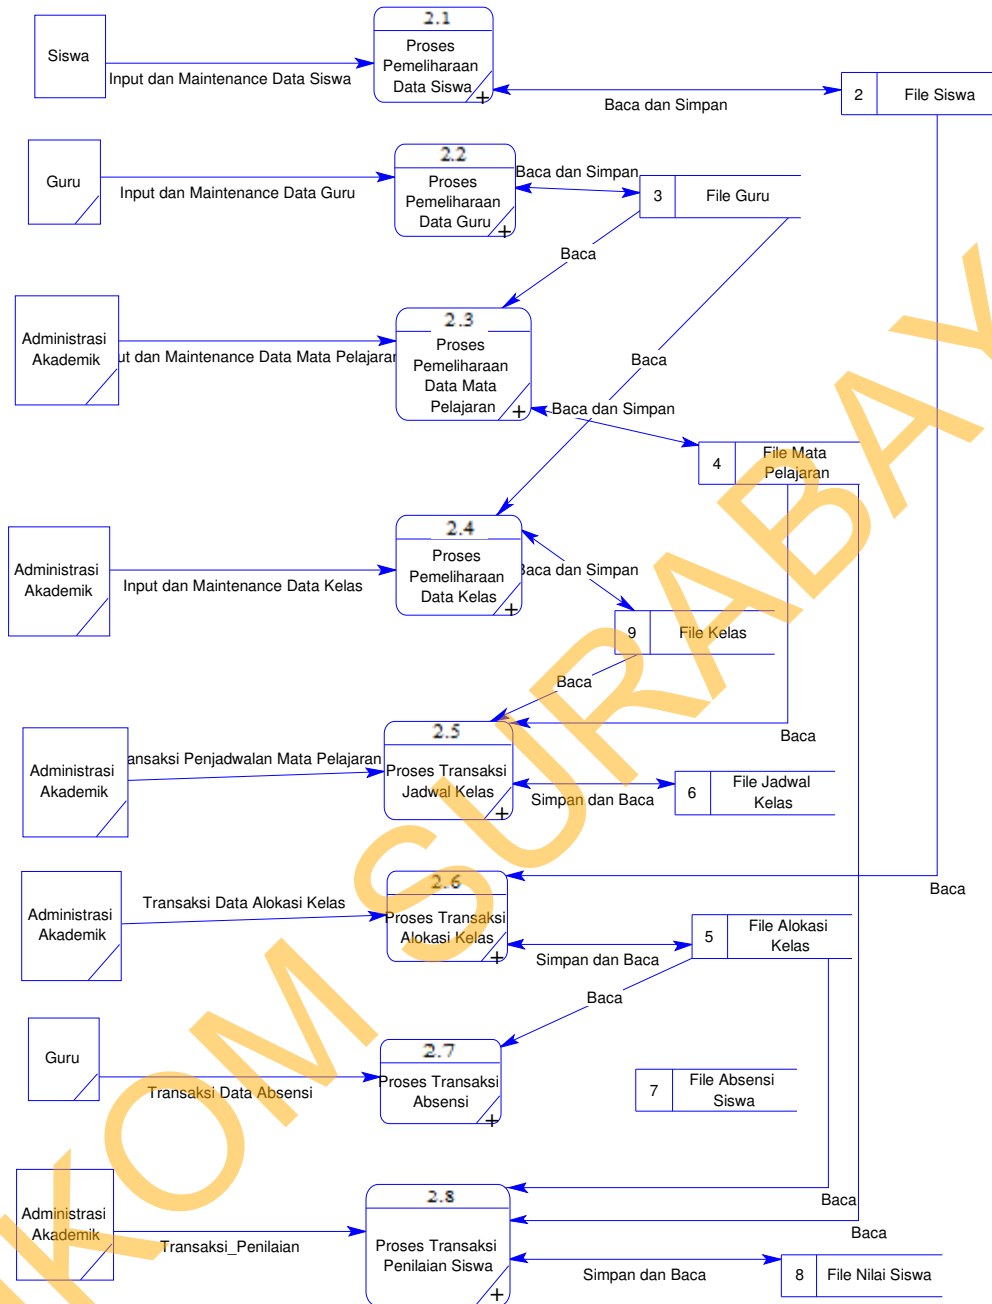 2.1
Siswa
Proses
Pemeliharaan
Data Siswa
Input dan Maintenance Data Siswa
+
Baca dan Simpan
2
File Siswa
2.2
Guru
Proses
Pemeliharaan
Data Guru
Input dan Maintenance Data Guru
+
Baca dan Simpan
3
File Guru
Baca
Baca
2.3
Administrasi
Akademik
ut dan Maintenance Data Mata Pelajaran
Proses
Pemeliharaan
Data Mata
Pelajaran
+
Baca dan Simpan
4
File Mata
Pelajaran
2.4
Administrasi
Akademik
Input dan Maintenance Data Kelas
Proses
Pemeliharaan
Data Kelas
+
Baca dan Simpan
9
File Kelas
Baca
Baca
2.5
Administrasi
Akademik
ansaksi Penjadwalan Mata Pelajaran
Proses Transaksi
Jadwal Kelas
+
Simpan dan Baca
6
File Jadwal
Kelas
2.6
Administrasi
Akademik
Transaksi Data Alokasi Kelas
Proses Transaksi
Alokasi Kelas
+
Baca
Simpan dan Baca
5
File Alokasi
Kelas
Baca
2.7
Guru
Transaksi Data Absensi
Proses Transaksi
Absensi
+
7
File Absensi
Siswa
2.8
Administrasi
Akademik
Transaksi_Penilaian
Proses Transaksi
Penilaian Siswa
+
Baca
Baca
Simpan dan Baca
8
File Nilai Siswa
IKOM SURABAY